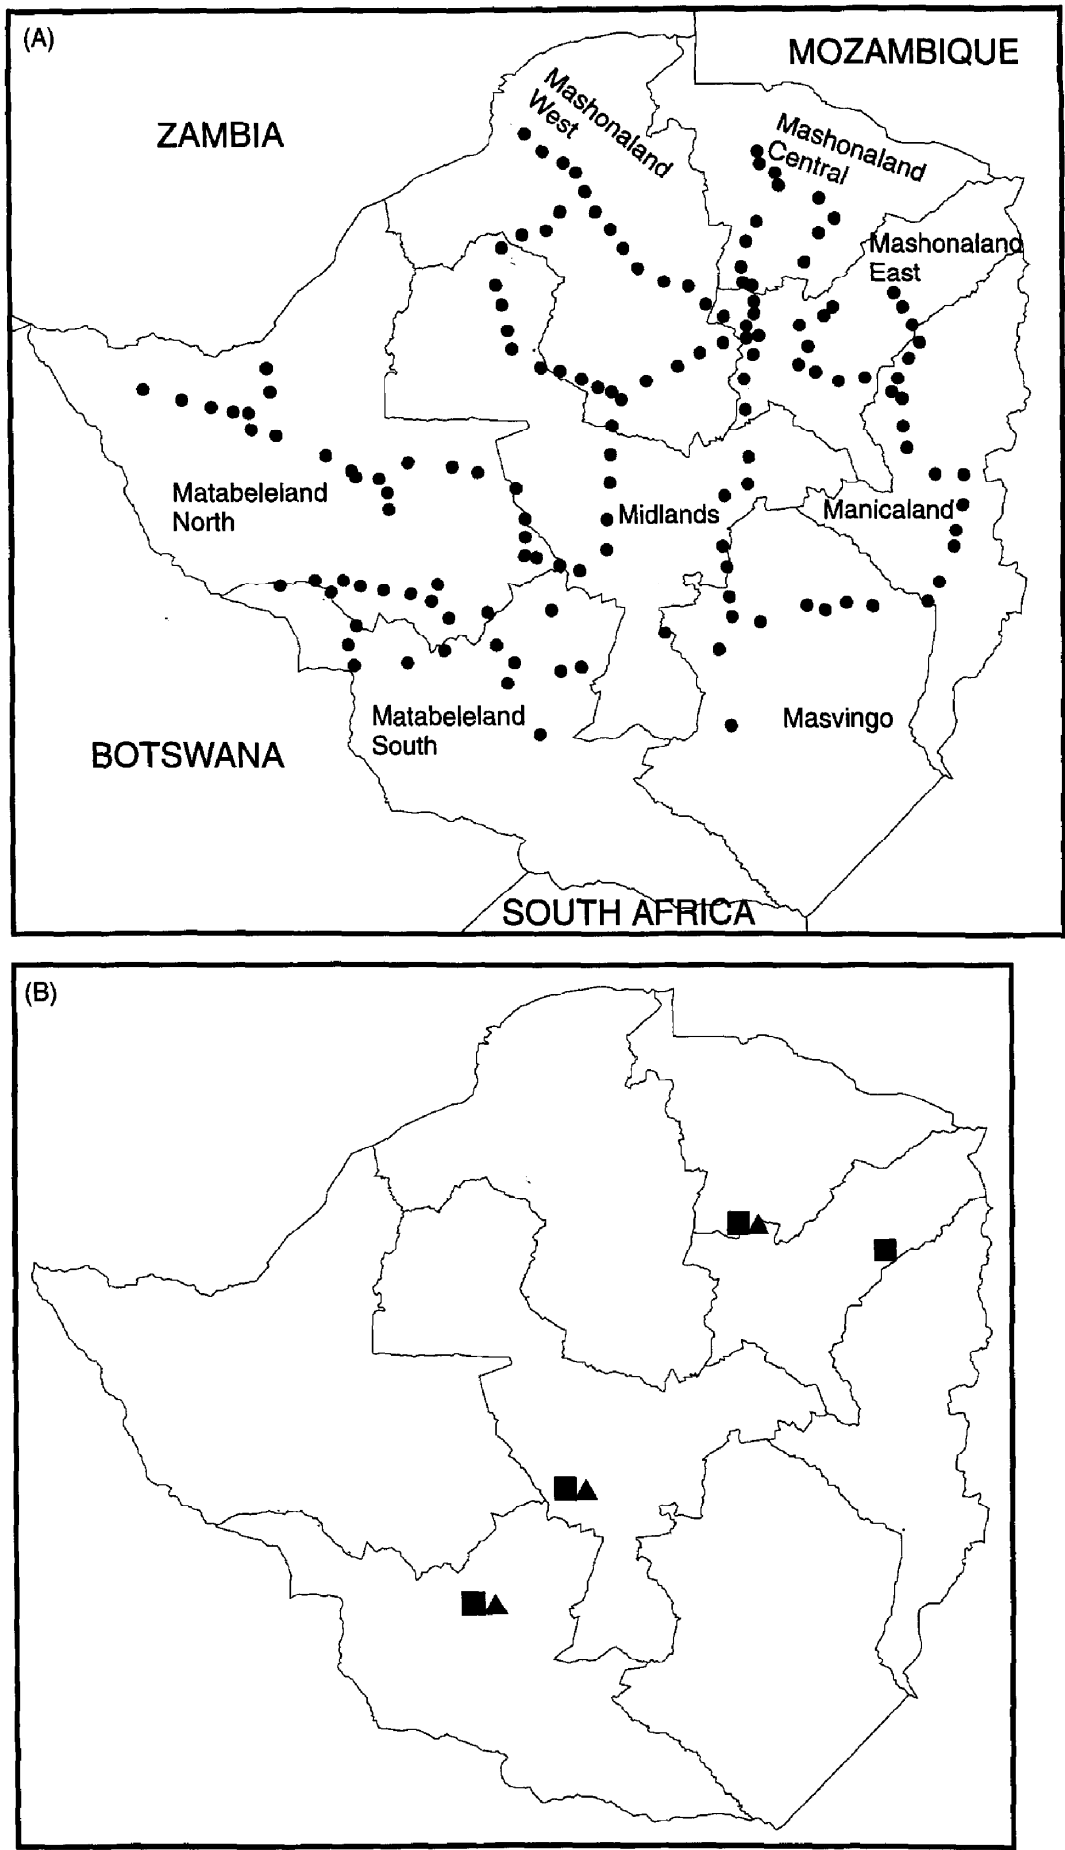 (A)
MOZAMBIQUE
ZAMBIA
Mashonaland
West
Mashonaland
Central
Mashonaland
East
Matabeleland
North
Midlands
Manicaland
Matabeleland
South
Masvingo
BOTSWANA
SOUTH AFRICA
(B)